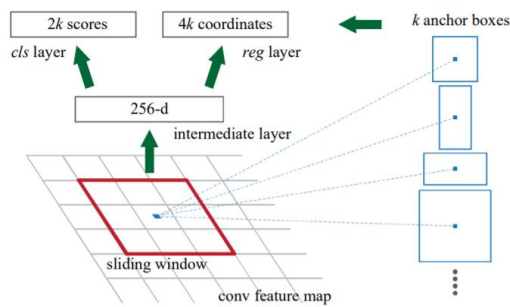 2k scores
4k coordinates
k anchor boxes
cls layer
reg layer
256-d
intermediate layer
sliding window
conv feature map